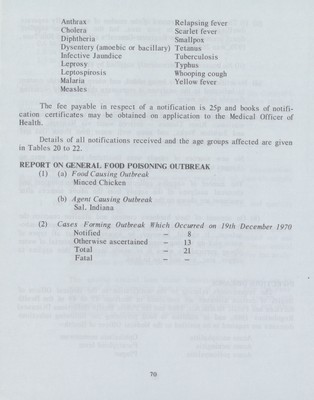 Anthrax Relapsing fever
Cholera Scarlet fever
Diphtheria Smallpox
Dysentery (amoebic or bacillary) Tetanus
Infective Jaundice Tuberculosis
Leprosy Typhus
Leptospirosis Whooping cough
Malaria Yellow fever
Measles
The fee payable in respect of a notification is 25p and books of notifi-
cation certificates may be obtained on application to the Medical Officer of
Health.
Details of all notifications received and the age groups affected are given
in Tables 20 to 22.
REPORT ON GENERAL FOOD POISONING OUTBREAK
(1) (a) Food Causing Outbreak
Minced Chicken
(b) Agent Causing Outbreak
Sal. Indiana
(2) Cases Forming Outbreak Which Occurred on 19th December 1970
Notified – 8
Otherwise ascertained – 13
Total – 21
Fatal – –
70